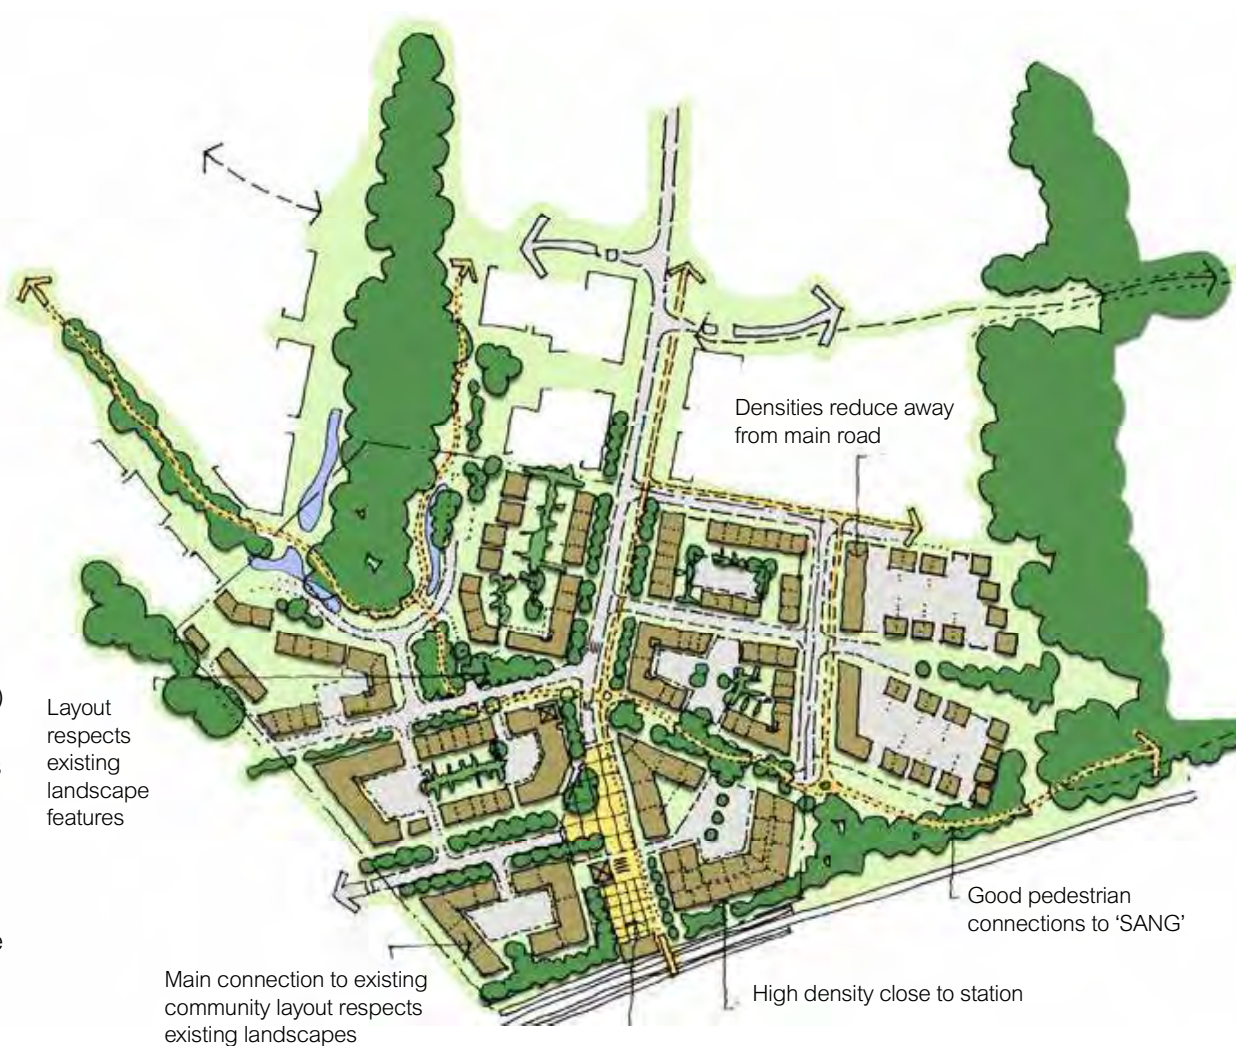 Densities reduce away
from main road
)
Layout
respects
existing
landscape
features
e
Good pedestrian
connections to ‘SANG’
Main connection to existing
community layout respects
existing landscapes
High density close to station